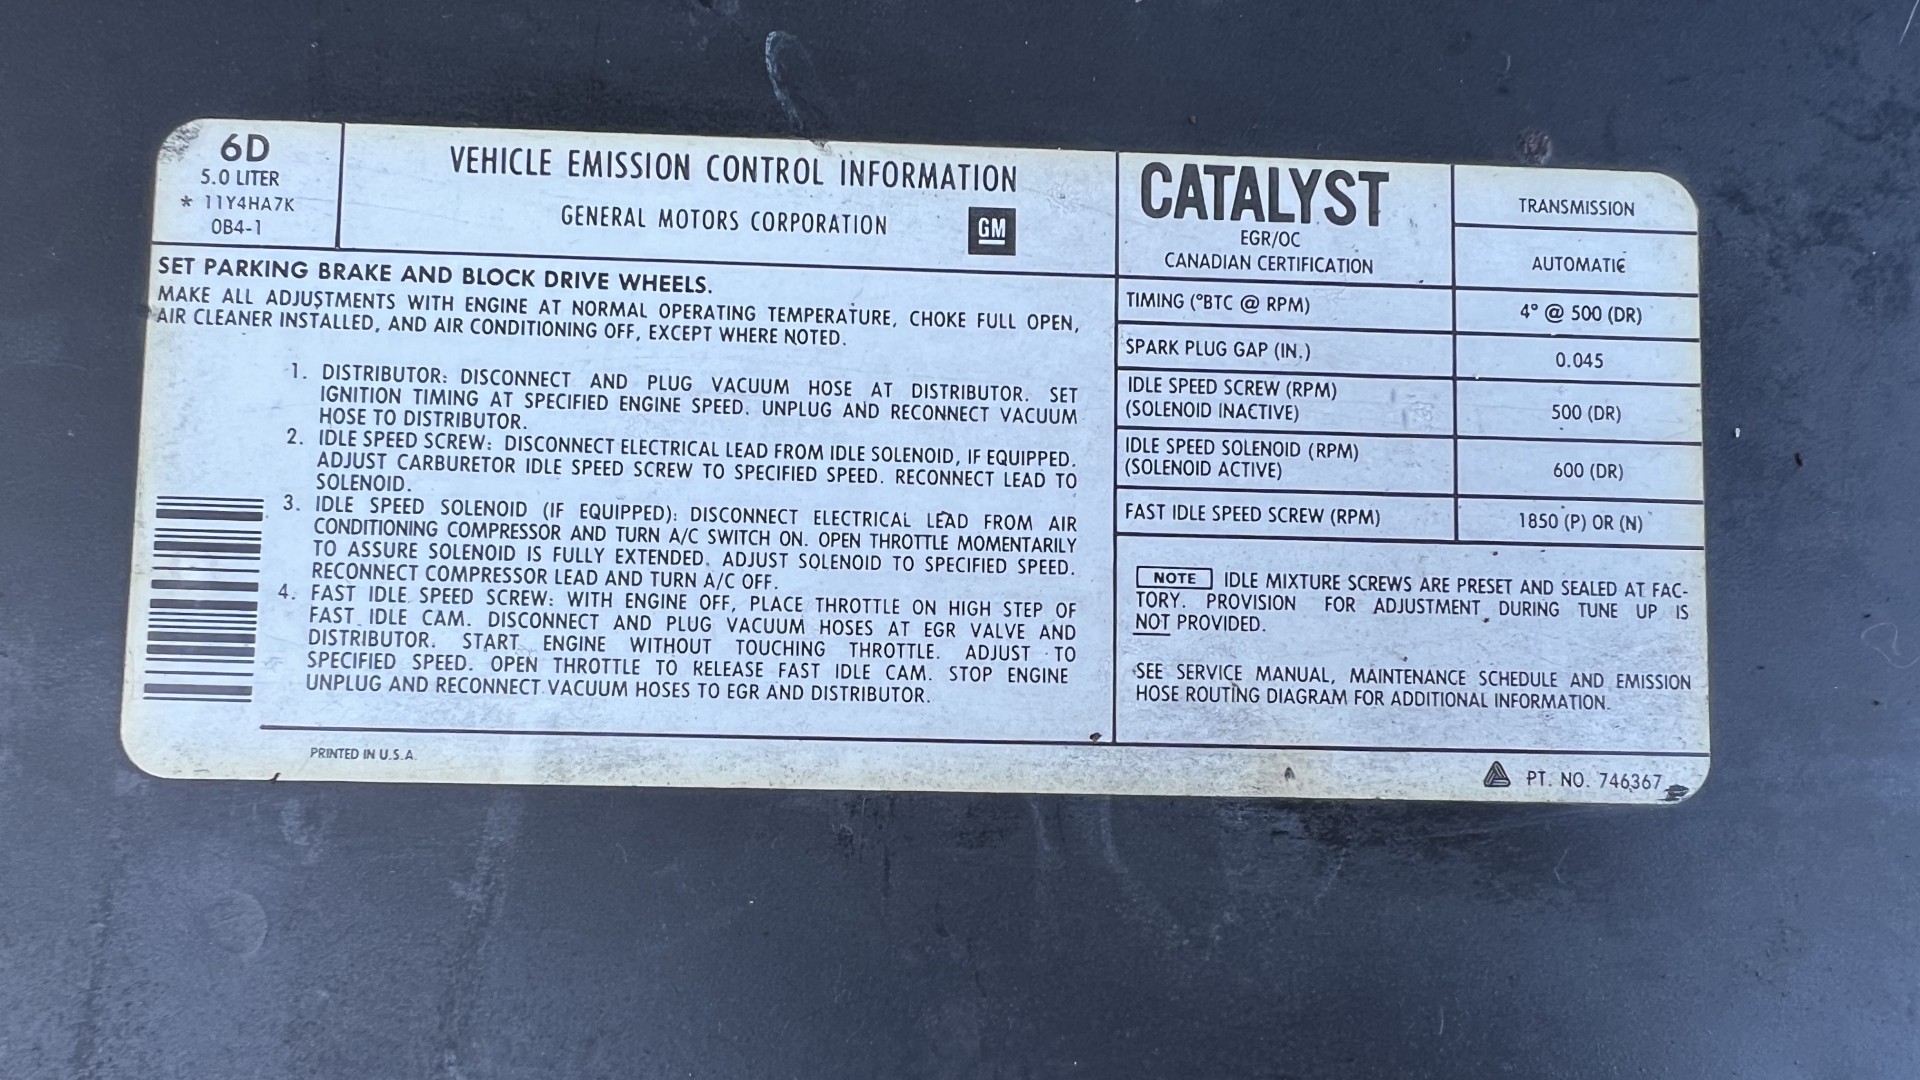 6D
5.0 LITER
* 11Y4HA7K
0B4-1
VEHICLE EMISSION CONTROL INFORMATION
GENERAL MOTORS CORPORATION
GM
SET PARKING BRAKE AND BLOCK DRIVE WHEELS.
MAKE ALL ADJUSTMENTS WITH ENGINE AT NORMAL OPERATING TEMPERATURE, CHOKE FULL OPEN,
AIR CLEANER INSTALLED, AND AIR CONDITIONING OFF, EXCEPT WHERE NOTED.
1. DISTRIBUTOR: DISCONNECT AND PLUG VACUUM HOSE AT DISTRIBUTOR. SET
IGNITION TIMING AT SPECIFIED ENGINE SPEED. UNPLUG AND RECONNECT VACUUM
HOSE TO DISTRIBUTOR.
2. IDLE SPEED SCREW: DISCONNECT ELECTRICAL LEAD FROM IDLE SOLENOID, IF EQUIPPED.
ADJUST CARBURETOR IDLE SPEED SCREW TO SPECIFIED SPEED. RECONNECT LEAD TO
SOLENOID.
3. IDLE SPEED SOLENOID (IF EQUIPPED): DISCONNECT ELECTRICAL LEAD FROM AIR
CONDITIONING COMPRESSOR AND TURN A/C SWITCH ON. OPEN THROTTLE MOMENTARILY
TO ASSURE SOLENOID IS FULLY EXTENDED. ADJUST SOLENOID TO SPECIFIED SPEED.
RECONNECT COMPRESSOR LEAD AND TURN A/C OFF.
4. FAST IDLE SPEED SCREW: WITH ENGINE OFF, PLACE THROTTLE ON HIGH STEP OF
FAST IDLE CAM. DISCONNECT AND PLUG VACUUM HOSES AT EGR VALVE AND
DISTRIBUTOR. START ENGINE WITHOUT TOUCHING THROTTLE. ADJUST TO
SPECIFIED SPEED. OPEN THROTTLE TO RELEASE FAST IDLE CAM. STOP ENGINE
UNPLUG AND RECONNECT VACUUM HOSES TO EGR AND DISTRIBUTOR.
PRINTED IN U.S.A.
CATALYST
EGR/OC
CANADIAN CERTIFICATION
TRANSMISSION
AUTOMATIC
TIMING (°BTC @ RPM) 4° @ 500 (DR)
SPARK PLUG GAP (IN.) 0.045
IDLE SPEED SCREW (RPM)
(SOLENOID INACTIVE) 500 (DR)
IDLE SPEED SOLENOID (RPM)
(SOLENOID ACTIVE) 600 (DR)
FAST IDLE SPEED SCREW (RPM) 1850 (P) OR (N)
NOTE IDLE MIXTURE SCREWS ARE PRESET AND SEALED AT FAC-
TORY. PROVISION FOR ADJUSTMENT DURING TUNE UP IS
NOT PROVIDED.
SEE SERVICE MANUAL, MAINTENANCE SCHEDULE AND EMISSION
HOSE ROUTING DIAGRAM FOR ADDITIONAL INFORMATION.
PT. NO. 746367